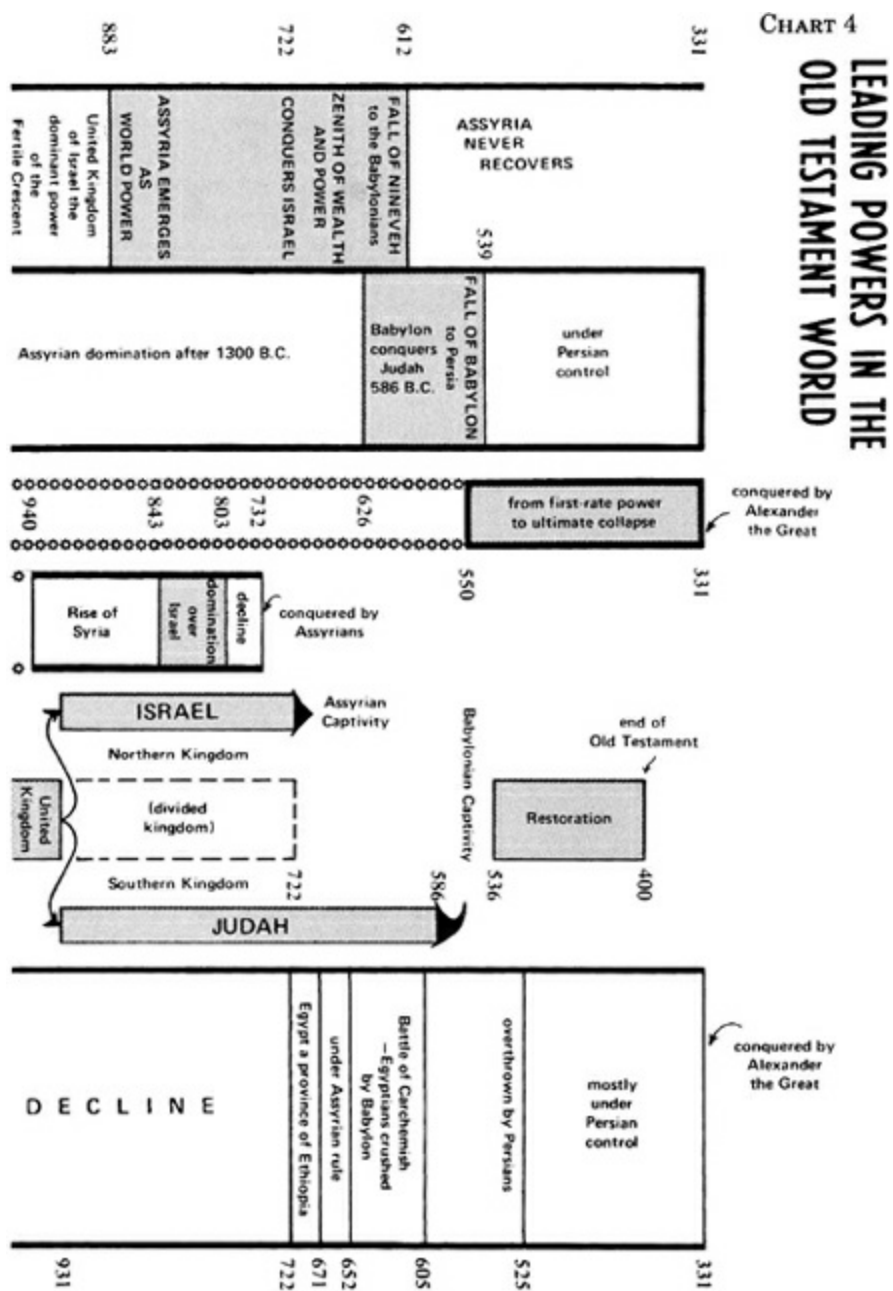 CHART 4
LEADING POWERS IN THE
OLD TESTAMENT WORLD
883
722
612
331
United Kingdom
of Israel the
dominant power
of the
Fertile Crescent
ASSYRIA EMERGES
AS
WORLD POWER
CONQUERS ISRAEL
ZENITH OF WEALTH
AND POWER
FALL OF NINEVEH
to the Babylonians
ASSYRIA
NEVER
RECOVERS
539
Assyrian domination after 1300 B.C.
Babylon
conquers
Judah
586 B.C.
FALL OF BABYLON
to Persia
under
Persian
control
940
843
803
732
626
from first-rate power
to ultimate collapse
conquered by
Alexander
the Great
550
331
Rise of
Syria
domination
over
Israel
decline
conquered by
Assyrians
ISRAEL
Assyrian
Captivity
Northern Kingdom
United
Kingdom
(divided
kingdom)
Southern Kingdom
722
586
Babylonian Captivity
end of
Old Testament
Restoration
536
400
JUDAH
DECLINE
Egypt a province of Ethiopia
under Assyrian rule
Battle of Carchemish
—Egyptians crushed
by Babylon
overthrown by Persians
mostly
under
Persian
control
conquered by
Alexander
the Great
931
722
671
652
605
525
331